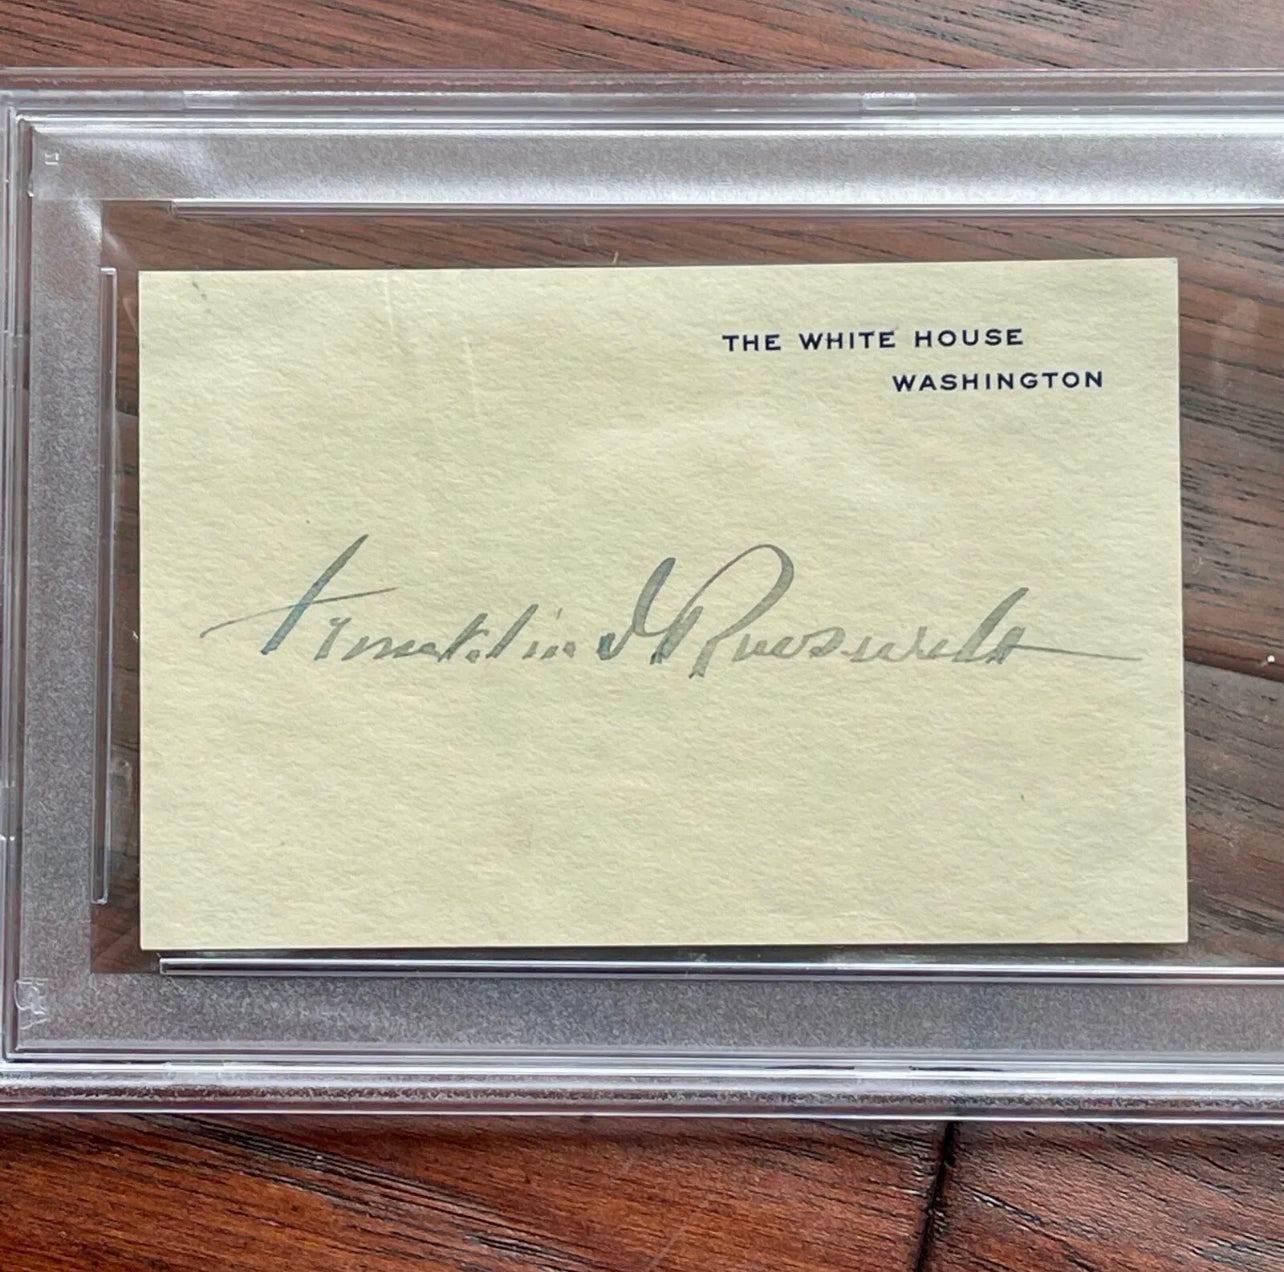 THE WHITE HOUSE
WASHINGTON
Franklin D Roosevelt